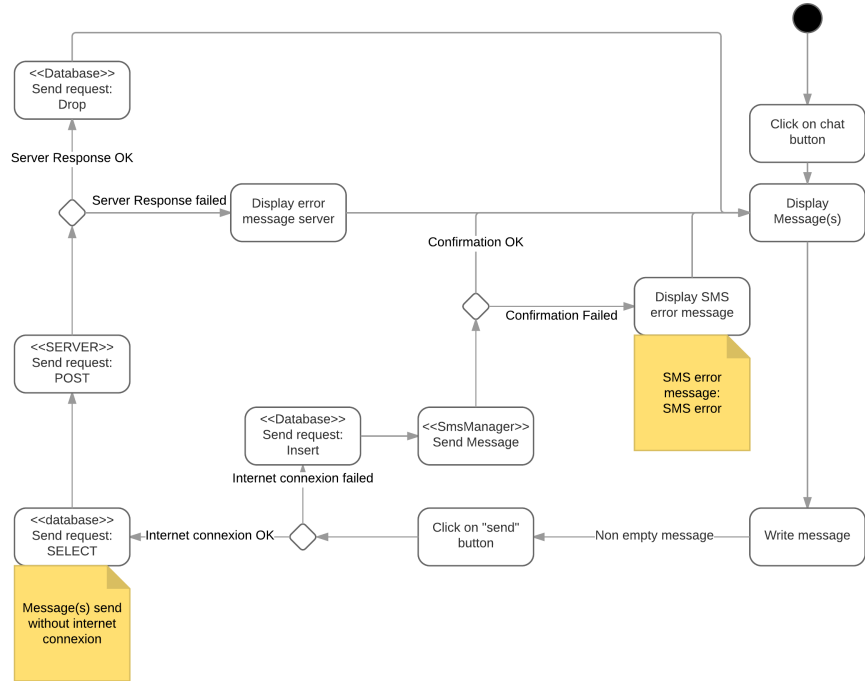 <<Database>>
Send request:
Drop
Click on chat
button
Server Response OK
Server Response failed
Display error
message server
Display
Message(s)
Confirmation OK
Display SMS
error message
Confirmation Failed
<<SERVER>>
Send request:
POST
SMS error
message:
SMS error
<<Database>>
Send request:
Insert
<<SmsManager>>
Send Message
Internet connexion failed
<<database>>
Send request:
SELECT
Internet connexion OK
Click on "send"
button
Non empty message
Write message
Message(s) send
without internet
connexion